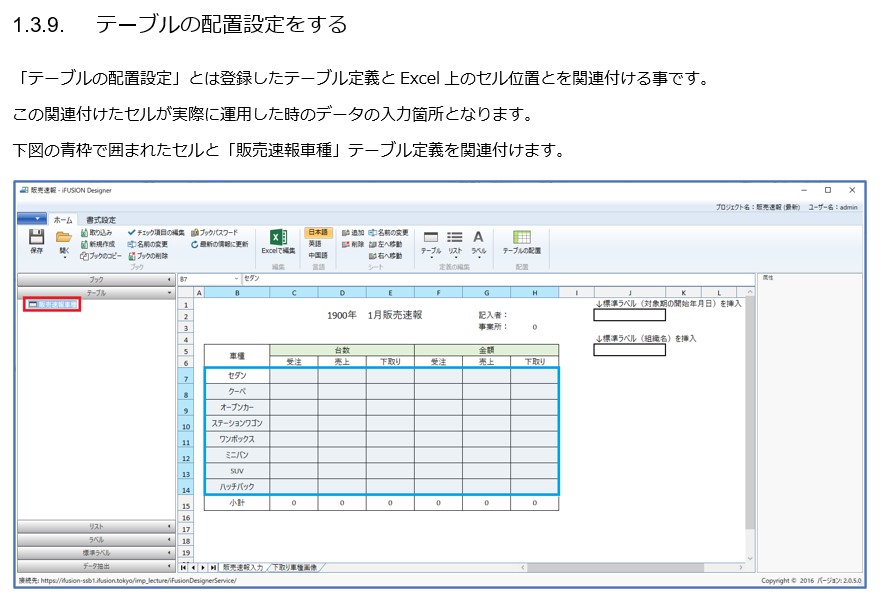 1.3.9. テーブルの配置設定をする
「テーブルの配置設定」とは登録したテーブル定義と Excel 上のセル位置とを関連付ける事です。
この関連付けたセルが実際に運用した時のデータの入力箇所となります。
下図の青枠で囲まれたセルと「販売速報車種」テーブル定義を関連付けます。
販売速報 - iFUSION Designer
プロジェクト名：販売速報 (最新) ユーザー名：admin
ホーム 書式設定
取り込み チェック項目の編集 ブックパスワード 日本語 追加 名前の変更
新規作成 名前の変更 最新の情報に更新 英語 削除 左へ移動
ブックのコピー ブックの削除 中国語 右へ移動
保存 開く Excelで編集 テーブル リスト ラベル テーブルの配置
ブック 編集 言語 シート 定義の編集 配置
ブック B7 セダン 属性
テーブル A B C D E F G H I J K L
販売速報車種
1 ↓標準ラベル（対象期の開始年月日）を挿入
2 1900年 1月販売速報 記入者：
3 事業所： 0
4 ↓標準ラベル（組織名）を挿入
5 車種 台数 金額
6 受注 売上 下取り 受注 売上 下取り
7 セダン
8 クーペ
9 オープンカー
10 ステーションワゴン
11 ワンボックス
12 ミニバン
13 SUV
14 ハッチバック
15 小計 0 0 0 0 0 0
16
17
18
19
リスト
ラベル
標準ラベル
データ抽出
販売速報入力 下取り車種画像
接続先: https://ifusion-ssb1.ifusion.tokyo/imp_lecture/iFusionDesignerService/ Copyright © 2016 バージョン: 2.0.5.0